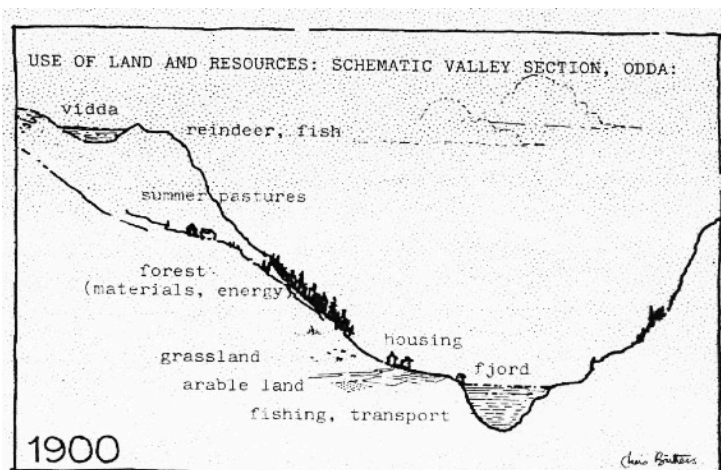 USE OF LAND AND RESOURCES: SCHEMATIC VALLEY SECTION, ODDA:
vidda
reindeer, fish
summer pastures
forest
(materials, energy)
housing
grassland
fjord
arable land
fishing, transport
1900